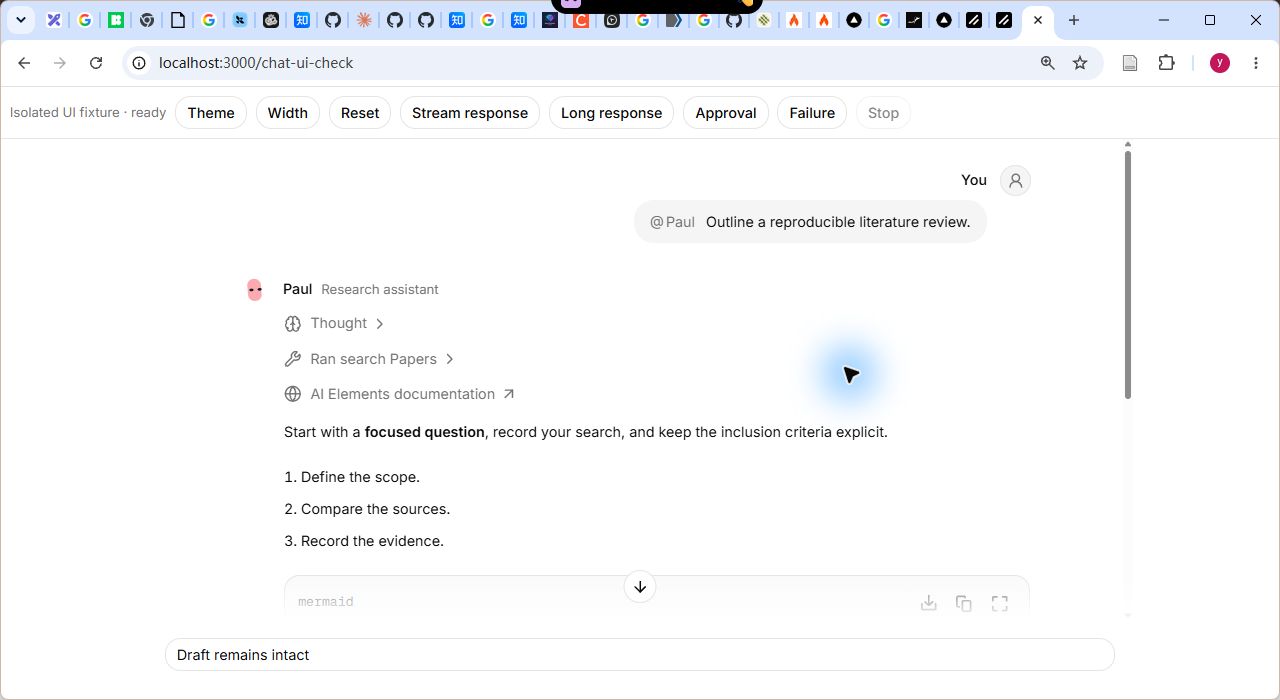 localhost:3000/chat-ui-check
y
Isolated UI fixture · ready
Theme
Width
Reset
Stream response
Long response
Approval
Failure
Stop
You
@Paul Outline a reproducible literature review.
Paul Research assistant
Thought
Ran search Papers
AI Elements documentation
Start with a focused question, record your search, and keep the inclusion criteria explicit.
1. Define the scope.
2. Compare the sources.
3. Record the evidence.
mermaid
Draft remains intact